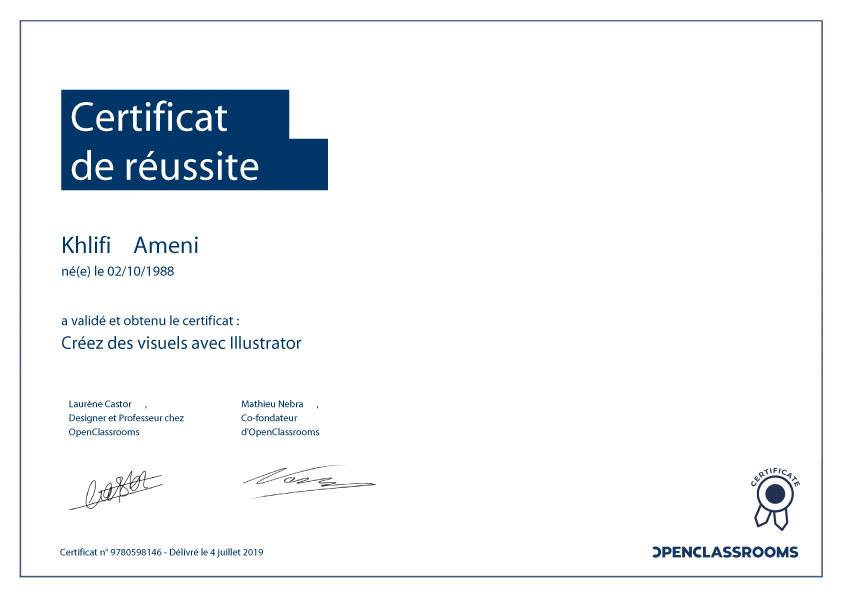 Certificat
de réussite
Khlifi Ameni
né(e) le 02/10/1988
a validé et obtenu le certificat :
Créez des visuels avec Illustrator
Laurène Castor ,
Designer et Professeur chez
OpenClassrooms
Mathieu Nebra ,
Co-fondateur
d'OpenClassrooms
CERTIFICATE
Certificat n° 9780598146 - Délivré le 4 juillet 2019
OPENCLASSROOMS